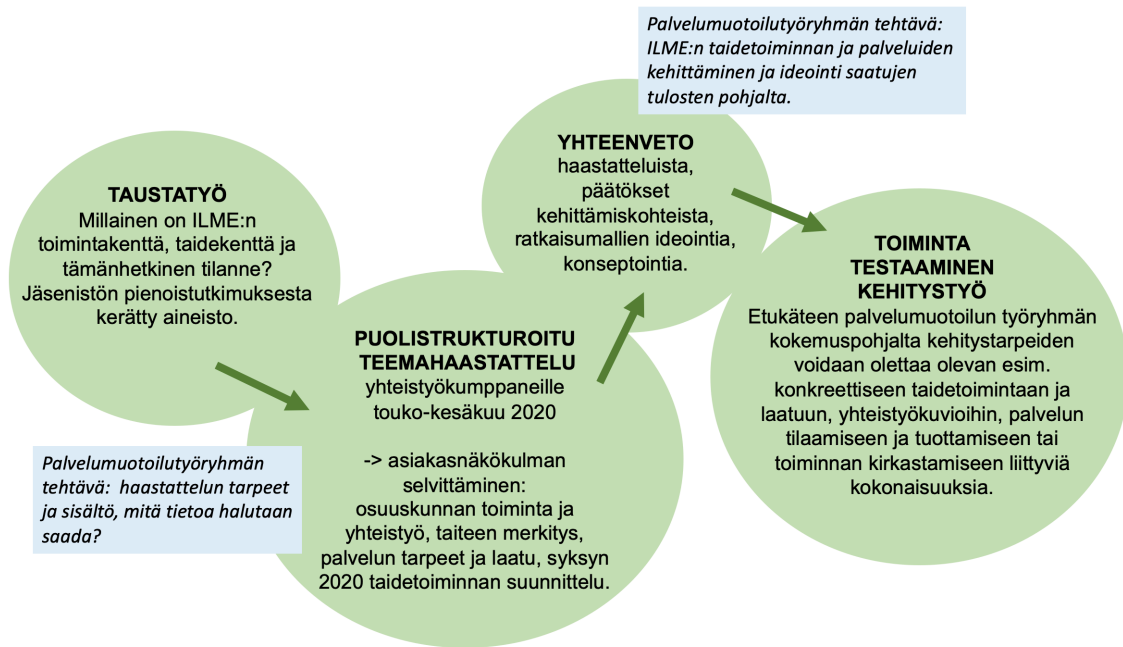 Palvelumuotoilutyöryhmän tehtävä:
ILME:n taidetoiminnan ja palveluiden
kehittäminen ja ideointi saatujen
tulosten pohjalta.
TAUSTATYÖ
Millainen on ILME:n
toimintakenttä, taidekenttä ja
tämänhetkinen tilanne?
Jäsenistön pienoistutkimuksesta
kerätty aineisto.
Palvelumuotoilutyöryhmän
tehtävä: haastattelun tarpeet
ja sisältö, mitä tietoa halutaan
saada?
PUOLISTRUKTUROITU
TEEMAHAASTATTELU
yhteistyökumppaneille
touko-kesäkuu 2020
-> asiakasnäkökulman
selvittäminen:
osuuskunnan toiminta ja
yhteistyö, taiteen merkitys,
palvelun tarpeet ja laatu, syksyn
2020 taidetoiminnan suunnittelu.
YHTEENVETO
haastatteluista,
päätökset
kehittämiskohteista,
ratkaisumallien ideointia,
konseptointia.
TOIMINTA
TESTAAMINEN
KEHITYSTYÖ
Etukäteen palvelumuotoilun työryhmän
kokemuspohjalta kehitystarpeiden
voidaan olettaa olevan esim.
konkreettiseen taidetoimintaan ja
laatuun, yhteistyökuvioihin, palvelun
tilaamiseen ja tuottamiseen tai
toiminnan kirkastamiseen liittyviä
kokonaisuuksia.